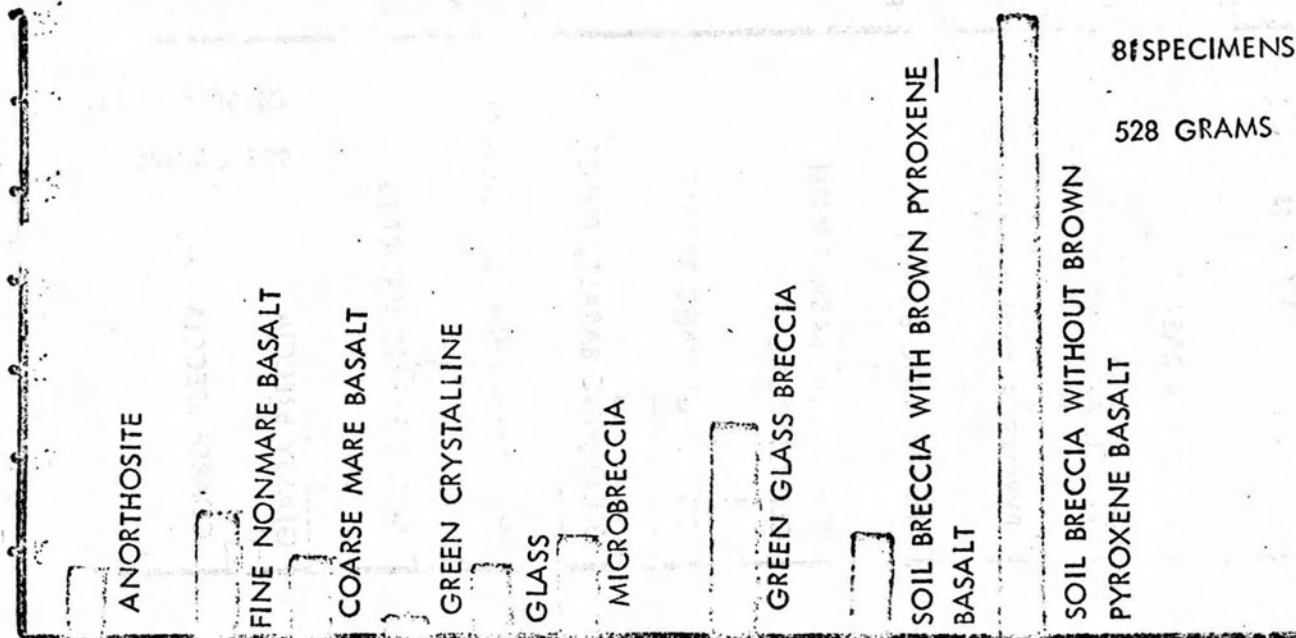 ANORTHOSITE
FINE NONMARE BASALT
COARSE MARE BASALT
GREEN CRYSTALLINE
GLASS
MICROBRECCIA
GREEN GLASS BRECCIA
SOIL BRECCIA WITH BROWN PYROXENE
BASALT
SOIL BRECCIA WITHOUT BROWN
PYROXENE BASALT
SPECIMENS
528 GRAMS